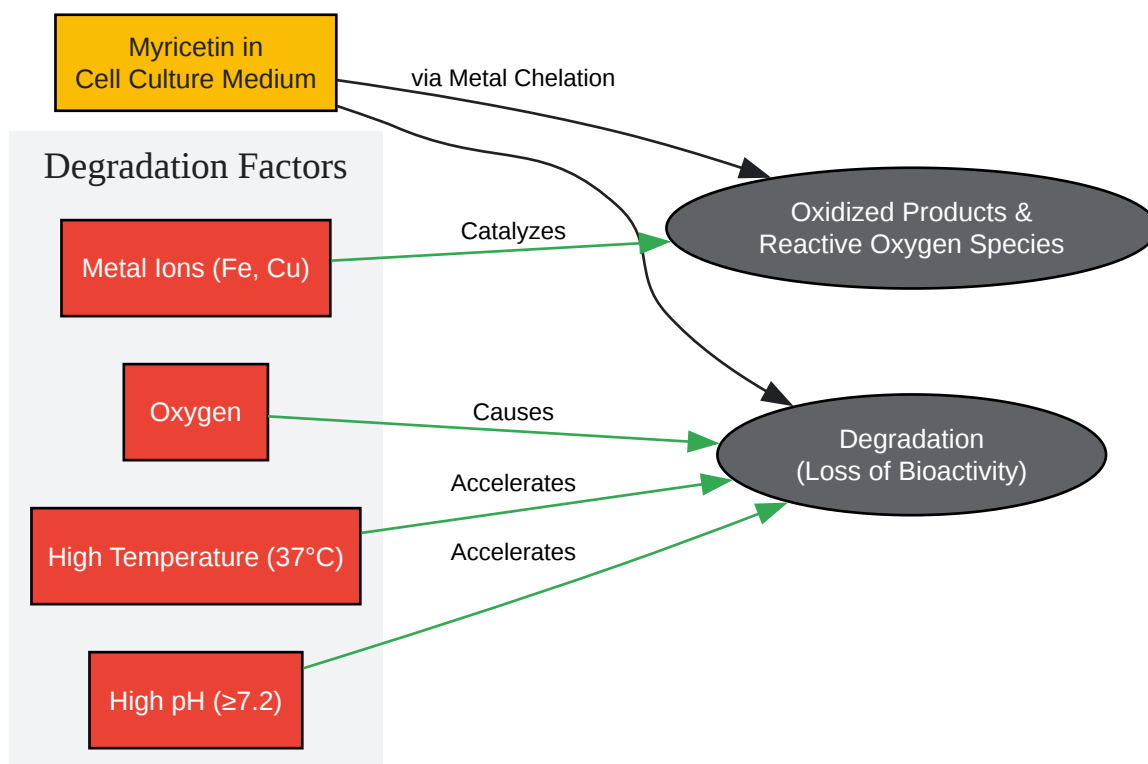 Myricetin in
Cell Culture Medium
via Metal Chelation
Degradation Factors
Oxidized Products &
Reactive Oxygen Species
Catalyzes
Metal Ions (Fe, Cu)
Oxygen
Causes
Degradation
(Loss of Bioactivity)
Accelerates
High Temperature (37°C)
Accelerates
High pH (≥7.2)